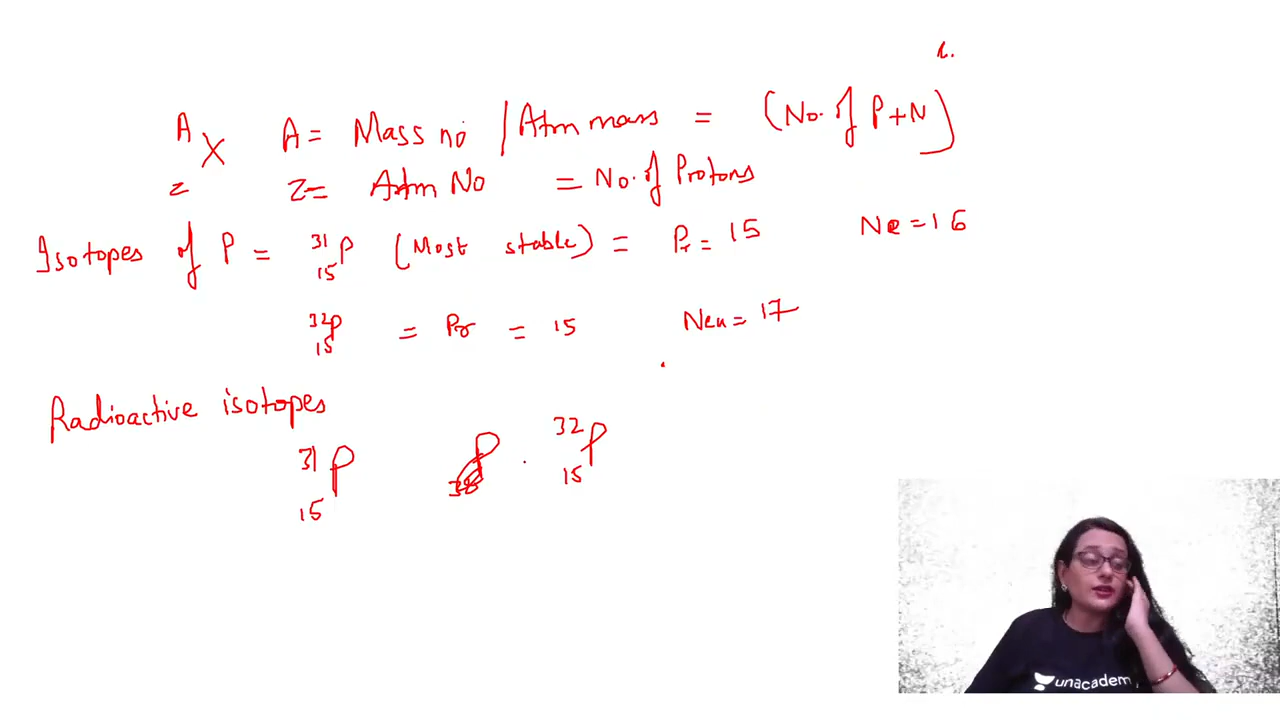 A X Z A = Mass no / Atm mass = (No. of P+N)
Z = Atm No = No. of Protons
Isotopes of P = 31 15 P (Most stable) = Pr = 15 Ne = 16
32 15 P = Pr = 15 Neu = 17
Radioactive isotopes
31 15 P P 32 15 P
unacademy